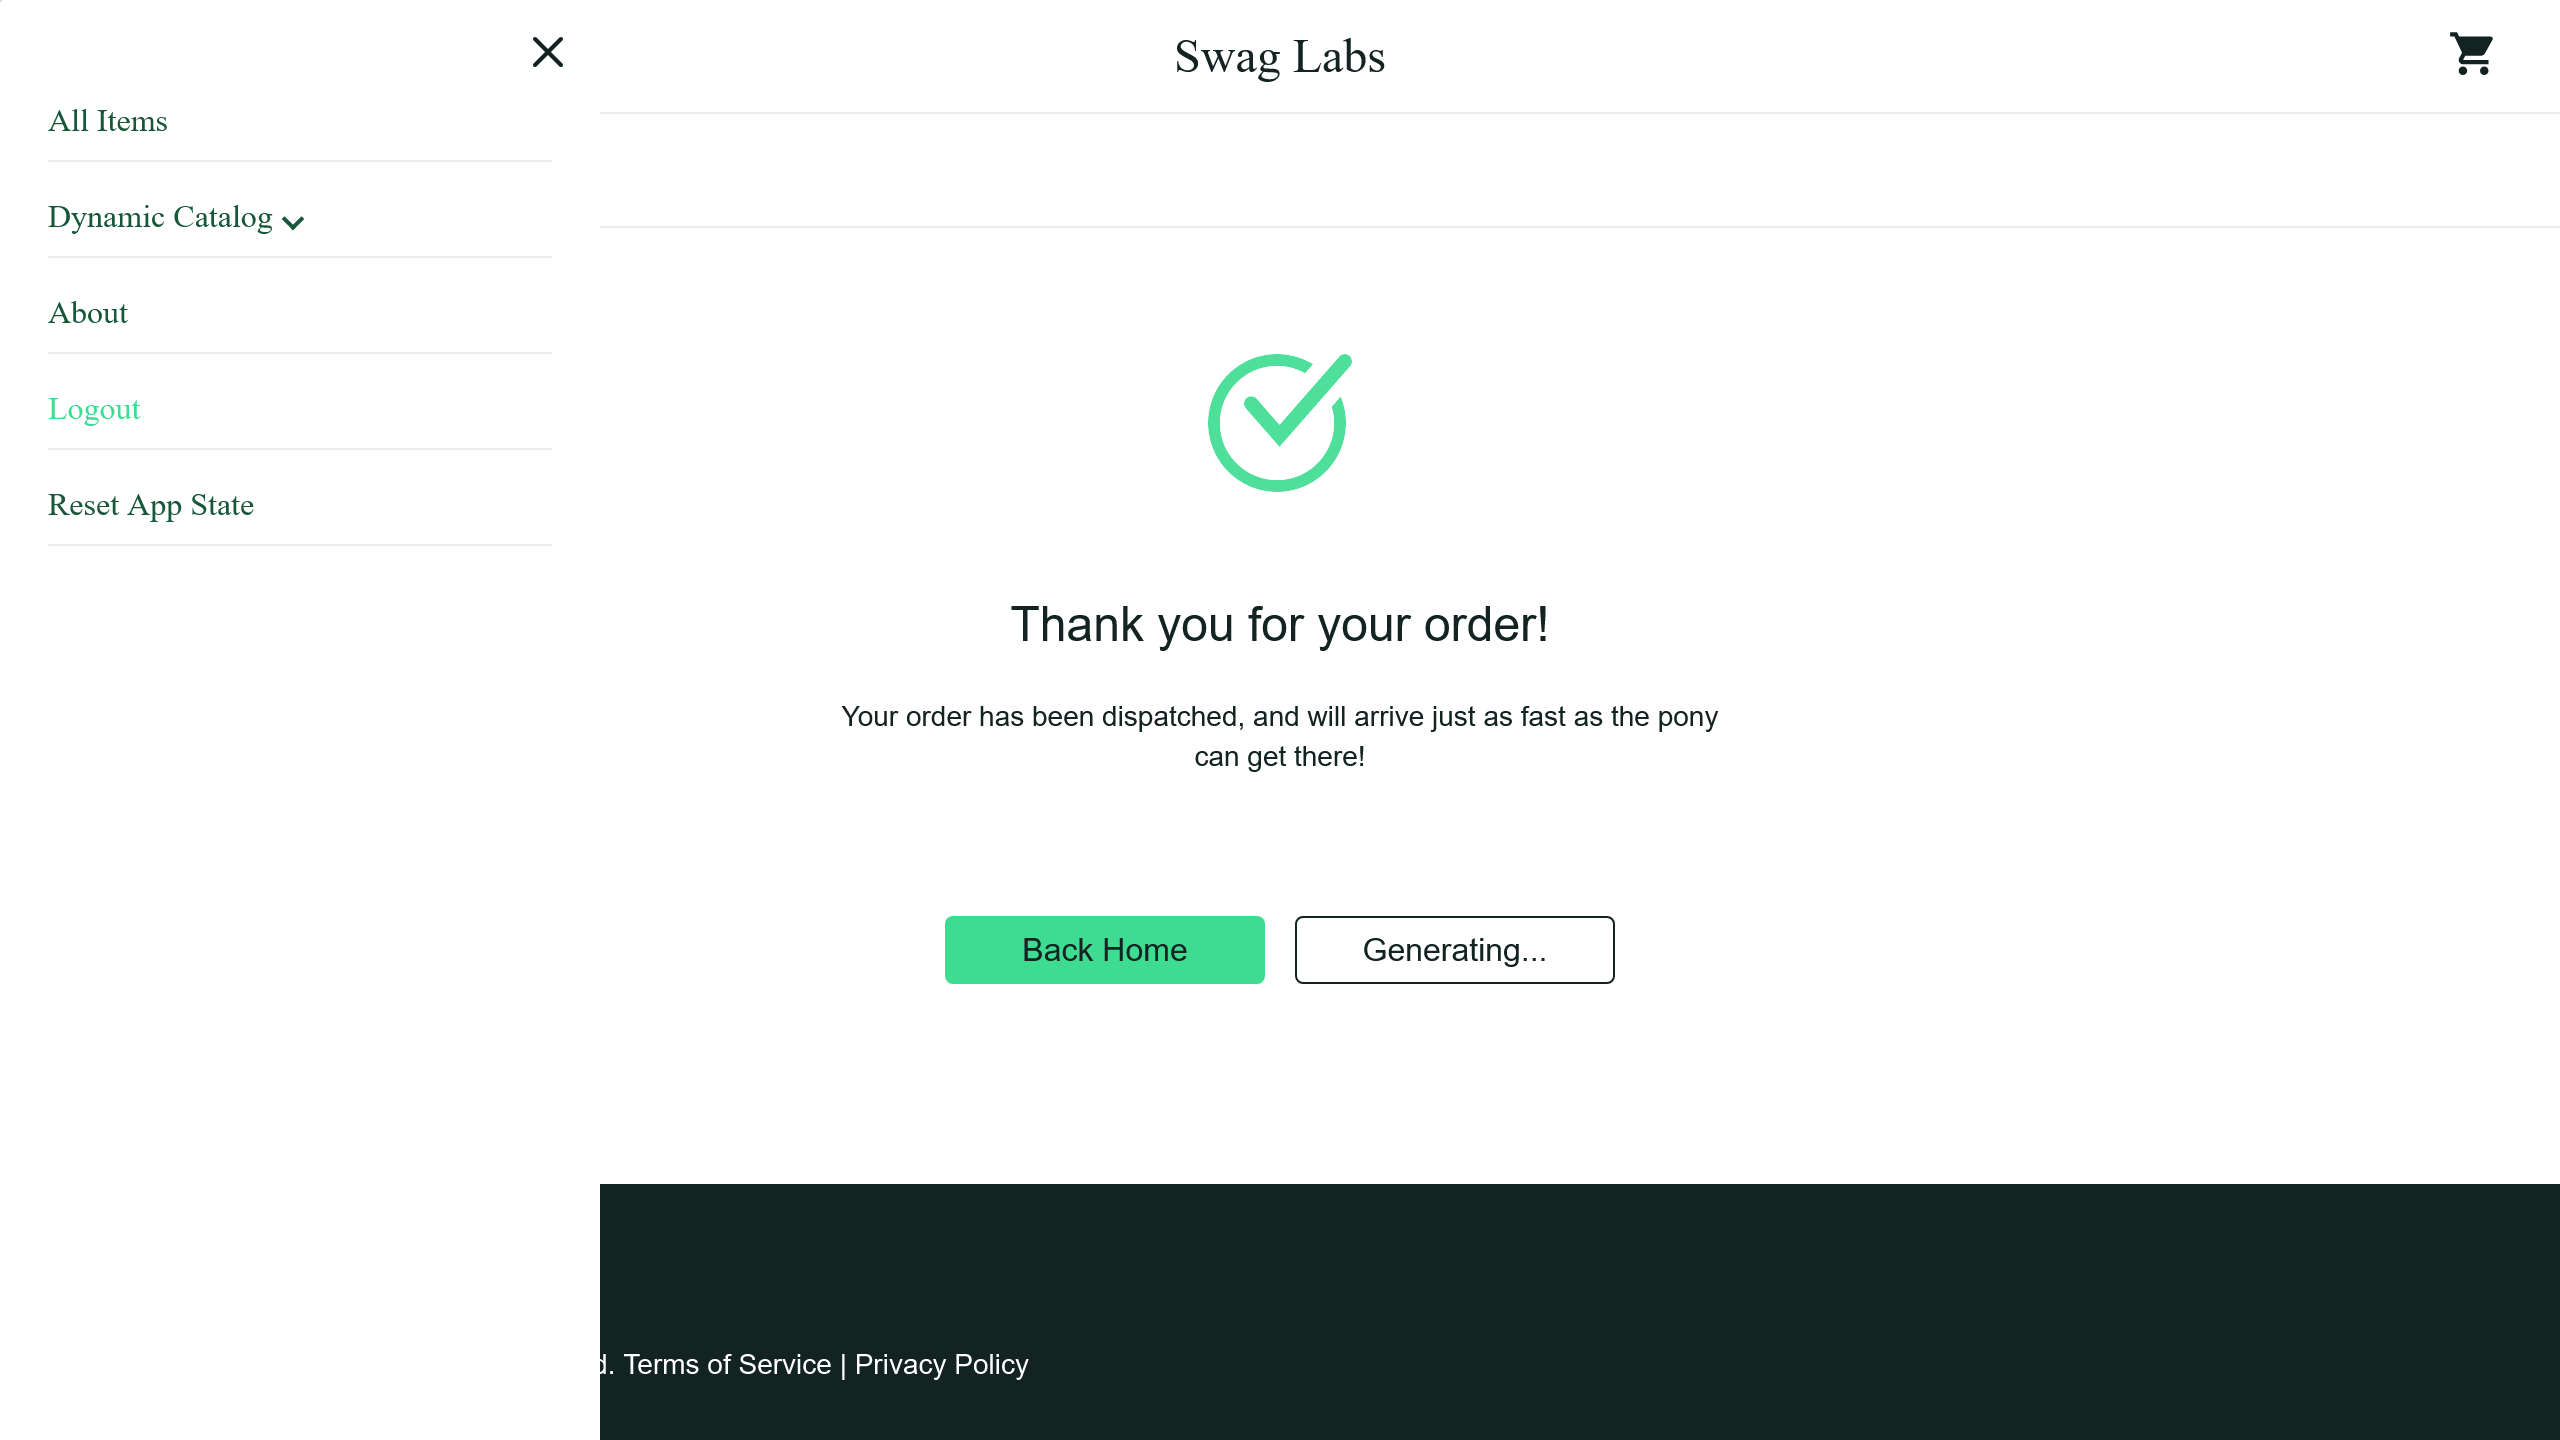 Swag Labs
All Items
Dynamic Catalog
About
Logout
Reset App State
Thank you for your order!
Your order has been dispatched, and will arrive just as fast as the pony
can get there!
Back Home
Generating...
d. Terms of Service | Privacy Policy